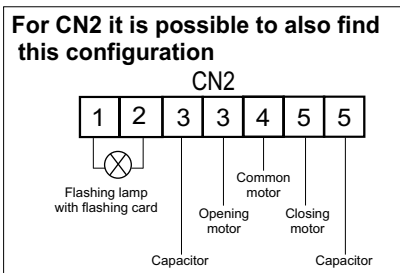 For CN2 it is possible to also find
this configuration
CN2
1 2 3 3 4 5 5
Flashing lamp
with flashing card
Common
motor
Opening
motor
Closing
motor
Capacitor
Capacitor